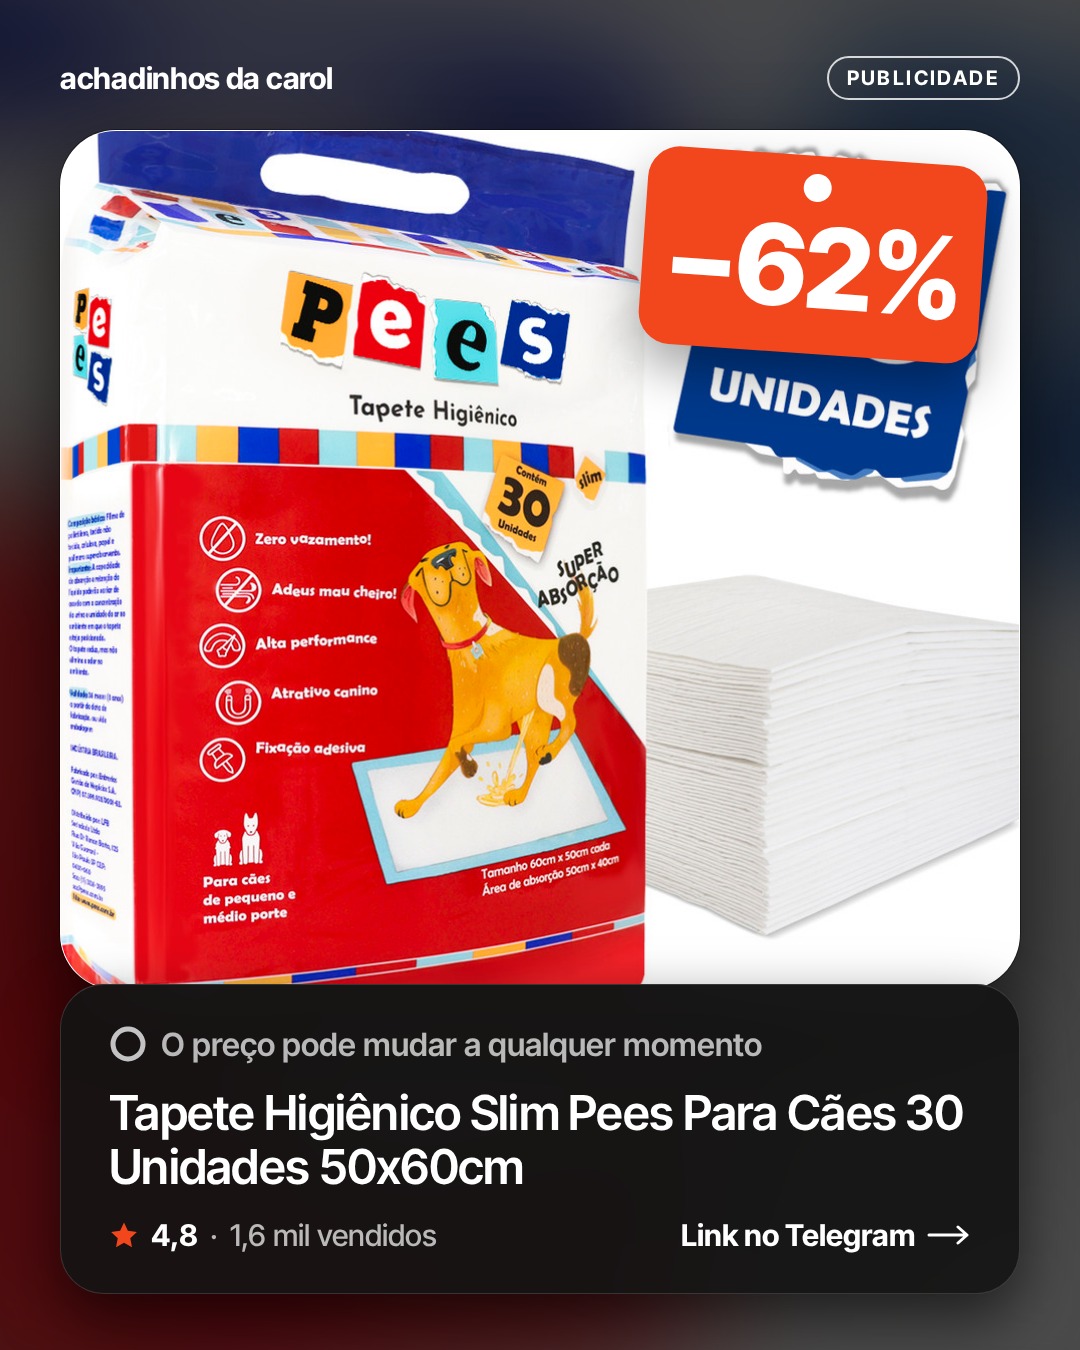 achadinhos da carol
PUBLICIDADE
-62%
UNIDADES
Pees
Pees
Tapete Higiênico
Contém
30
Unidades
slim
SUPER
ABSORÇÃO
Zero vazamento!
Adeus mau cheiro!
Alta performance
Atrativo canino
Fixação adesiva
Para cães
de pequeno e
médio porte
Tamanho 60cm x 50cm cada
Área de absorção 50cm x 40cm
INDÚSTRIA BRASILEIRA.
O preço pode mudar a qualquer momento
Tapete Higiênico Slim Pees Para Cães 30
Unidades 50x60cm
4,8 · 1,6 mil vendidos
Link no Telegram →